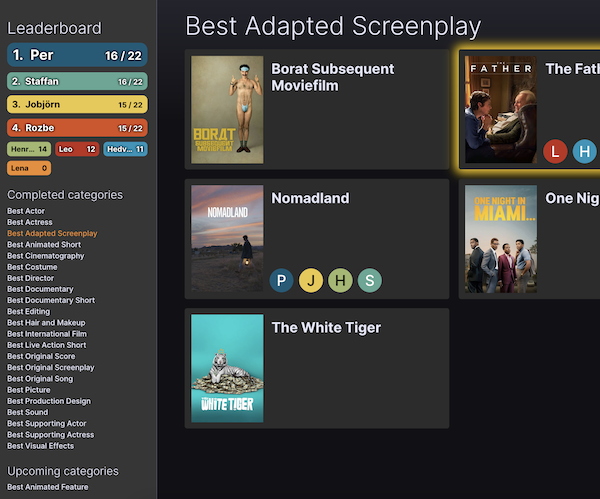 Leaderboard
1. Per 16 / 22
2. Staffan 16 / 22
3. Jobjörn 15 / 22
4. Rozbe 15 / 22
Henr... 14
Leo 12
Hedv... 11
Lena 0
Completed categories
Best Actor
Best Actress
Best Adapted Screenplay
Best Animated Short
Best Cinematography
Best Costume
Best Director
Best Documentary
Best Documentary Short
Best Editing
Best Hair and Makeup
Best International Film
Best Live Action Short
Best Original Score
Best Original Screenplay
Best Original Song
Best Picture
Best Production Design
Best Sound
Best Supporting Actor
Best Supporting Actress
Best Visual Effects
Upcoming categories
Best Animated Feature
Best Adapted Screenplay
BORAT
SUBSEQUENT
MOVIEFILM
Borat Subsequent
Moviefilm
THE
FATHER
The Fath
L H
NOMADLAND
Nomadland
P J H S
ONE NIGHT IN
MIAMI...
One Nig
THE
WHITE TIGER
The White Tiger